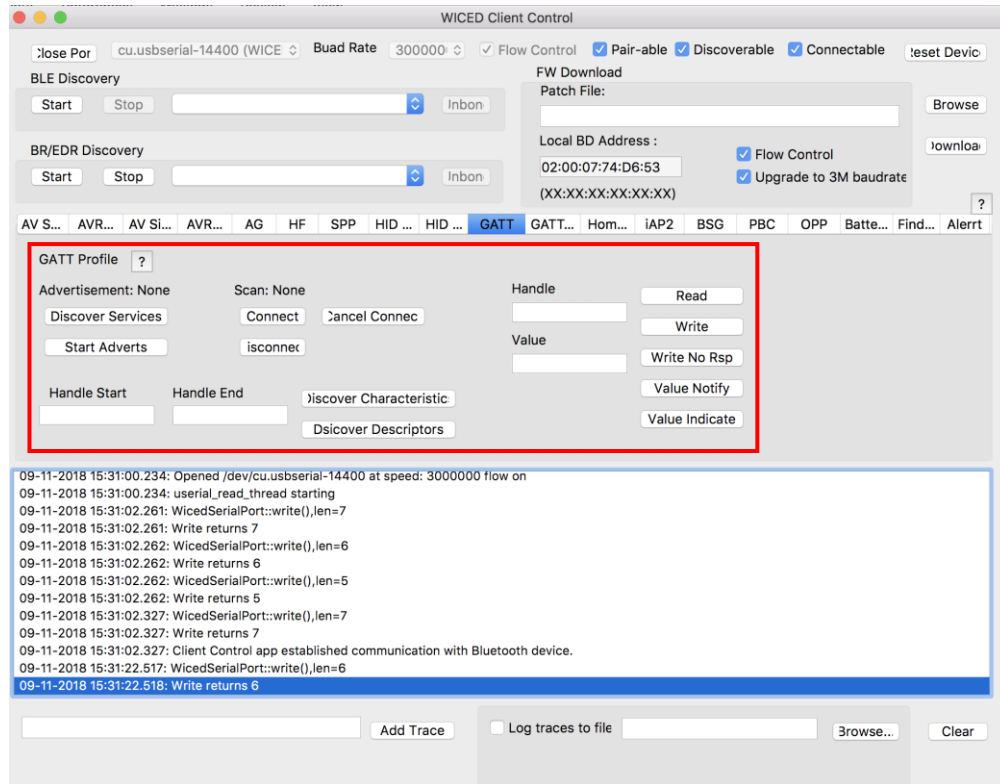 WICED Client Control
Close Por cu.usbserial-14400 (WICE Buad Rate 300000 Flow Control Pair-able Discoverable Connectable Reset Devic
BLE Discovery
Start Stop Inbon
FW Download
Patch File:
Browse
Local BD Address :
02:00:07:74:D6:53
(XX:XX:XX:XX:XX:XX)
Flow Control
Upgrade to 3M baudrate
Downloa
BR/EDR Discovery
Start Stop Inbon
?
AV S... AVR... AV Si... AVR... AG HF SPP HID ... HID ... GATT GATT... Hom... iAP2 BSG PBC OPP Batte... Find... Alerrt
GATT Profile ?
Advertisement: None Scan: None
Discover Services Connect Cancel Connec
Start Adverts isconnec
Handle Start Handle End
Discover Characteristic
Dsicover Descriptors
Handle
Value
Read
Write
Write No Rsp
Value Notify
Value Indicate
09-11-2018 15:31:00.234: Opened /dev/cu.usbserial-14400 at speed: 3000000 flow on
09-11-2018 15:31:00.234: userial_read_thread starting
09-11-2018 15:31:02.261: WicedSerialPort::write(),len=7
09-11-2018 15:31:02.261: Write returns 7
09-11-2018 15:31:02.262: WicedSerialPort::write(),len=6
09-11-2018 15:31:02.262: Write returns 6
09-11-2018 15:31:02.262: WicedSerialPort::write(),len=5
09-11-2018 15:31:02.262: Write returns 5
09-11-2018 15:31:02.327: WicedSerialPort::write(),len=7
09-11-2018 15:31:02.327: Write returns 7
09-11-2018 15:31:02.327: Client Control app established communication with Bluetooth device.
09-11-2018 15:31:22.517: WicedSerialPort::write(),len=6
09-11-2018 15:31:22.518: Write returns 6
Add Trace Log traces to file Browse... Clear